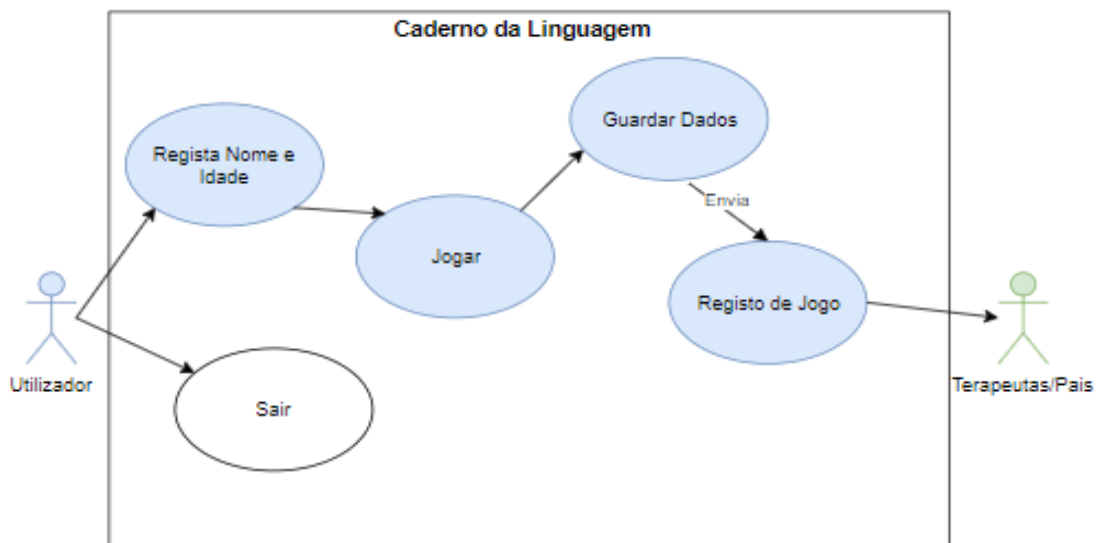 Caderno da Linguagem
Guardar Dados
Regista Nome e
Idade
Envia
Jogar
Registo de Jogo
Utilizador
Terapeutas/Pais
Sair